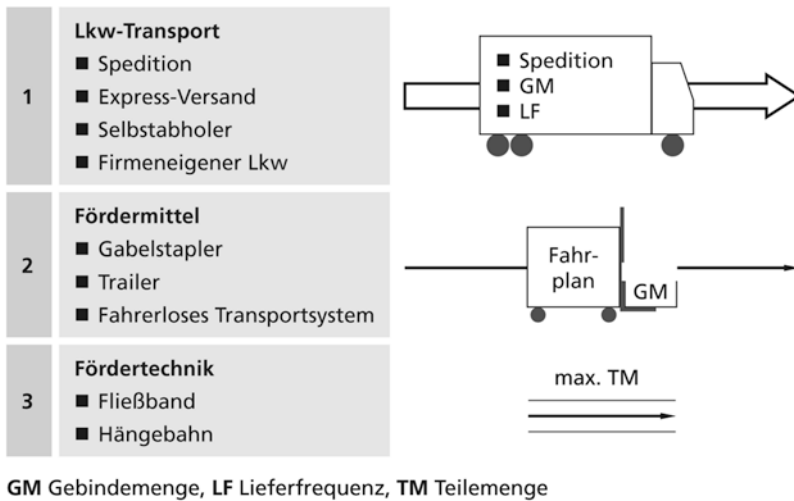 1
Lkw-Transport
■ Spedition
■ Express-Versand
■ Selbstabholer
■ Firmeneigener Lkw
■ Spedition
■ GM
■ LF
2
Fördermittel
■ Gabelstapler
■ Trailer
■ Fahrerloses Transportsystem
Fahr-
plan
GM
3
Fördertechnik
■ Fließband
■ Hängebahn
max. TM
GM Gebindemenge, LF Lieferfrequenz, TM Teilemenge